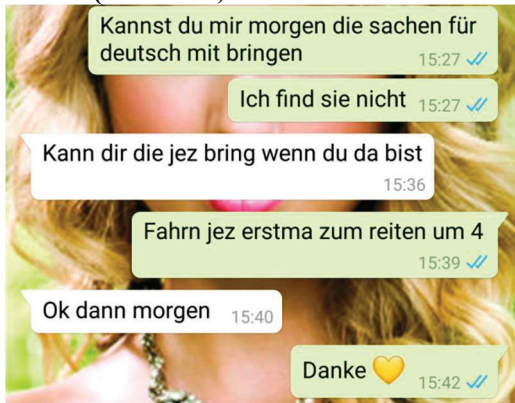 Kannst du mir morgen die sachen für
deutsch mit bringen 15:27
Ich find sie nicht 15:27
Kann dir die jez bring wenn du da bist
15:36
Fahrn jez erstma zum reiten um 4
15:39
Ok dann morgen 15:40
Danke 💛 15:42